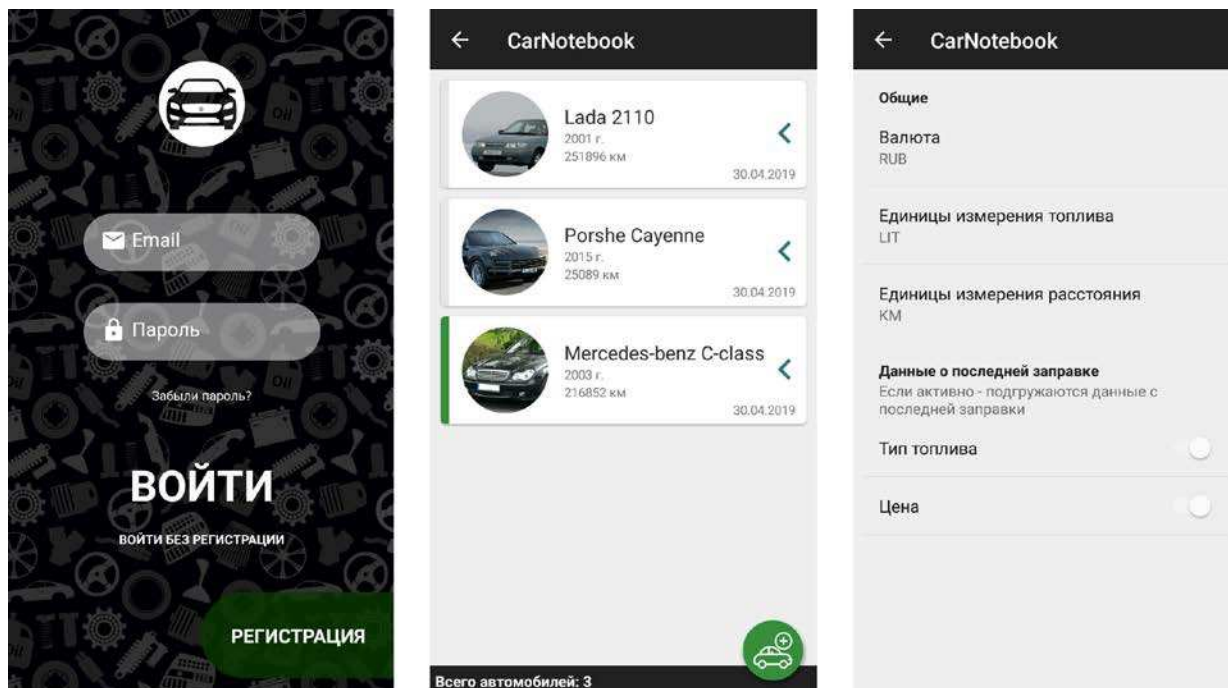 Email
Пароль
Забыли пароль?
ВОЙТИ
ВОЙТИ БЕЗ РЕГИСТРАЦИИ
РЕГИСТРАЦИЯ
CarNotebook
Lada 2110
2001 г.
251896 км
30.04.2019
Porshe Cayenne
2015 г.
25089 км
30.04.2019
Mercedes-benz C-class
2003 г.
216852 км
30.04.2019
Всего автомобилей: 3
CarNotebook
Общие
Валюта
RUB
Единицы измерения топлива
LIT
Единицы измерения расстояния
KM
Данные о последней заправке
Если активно - подгружаются данные с
последней заправки
Тип топлива
Цена